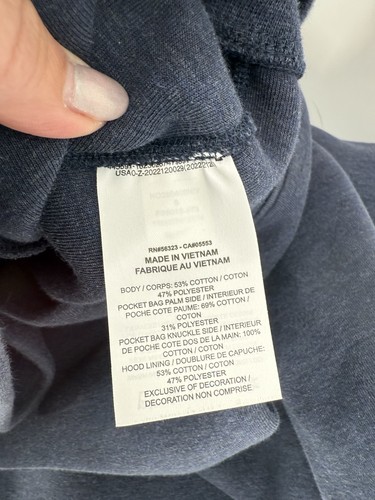 USA0-Z-2022120029(202212
RN#56323 - CA#05553
MADE IN VIETNAM
FABRIQUE AU VIETNAM
BODY / CORPS: 53% COTTON / COTON
47% POLYESTER
POCKET BAG PALM SIDE / INTERIEUR DE
POCHE COTE PAUME: 69% COTTON /
COTON
31% POLYESTER
POCKET BAG KNUCKLE SIDE / INTERIEUR
DE POCHE COTE DOS DE LA MAIN: 100%
COTTON / COTON
HOOD LINING / DOUBLURE DE CAPUCHE:
53% COTTON / COTON
47% POLYESTER
EXCLUSIVE OF DECORATION /
DECORATION NON COMPRISE